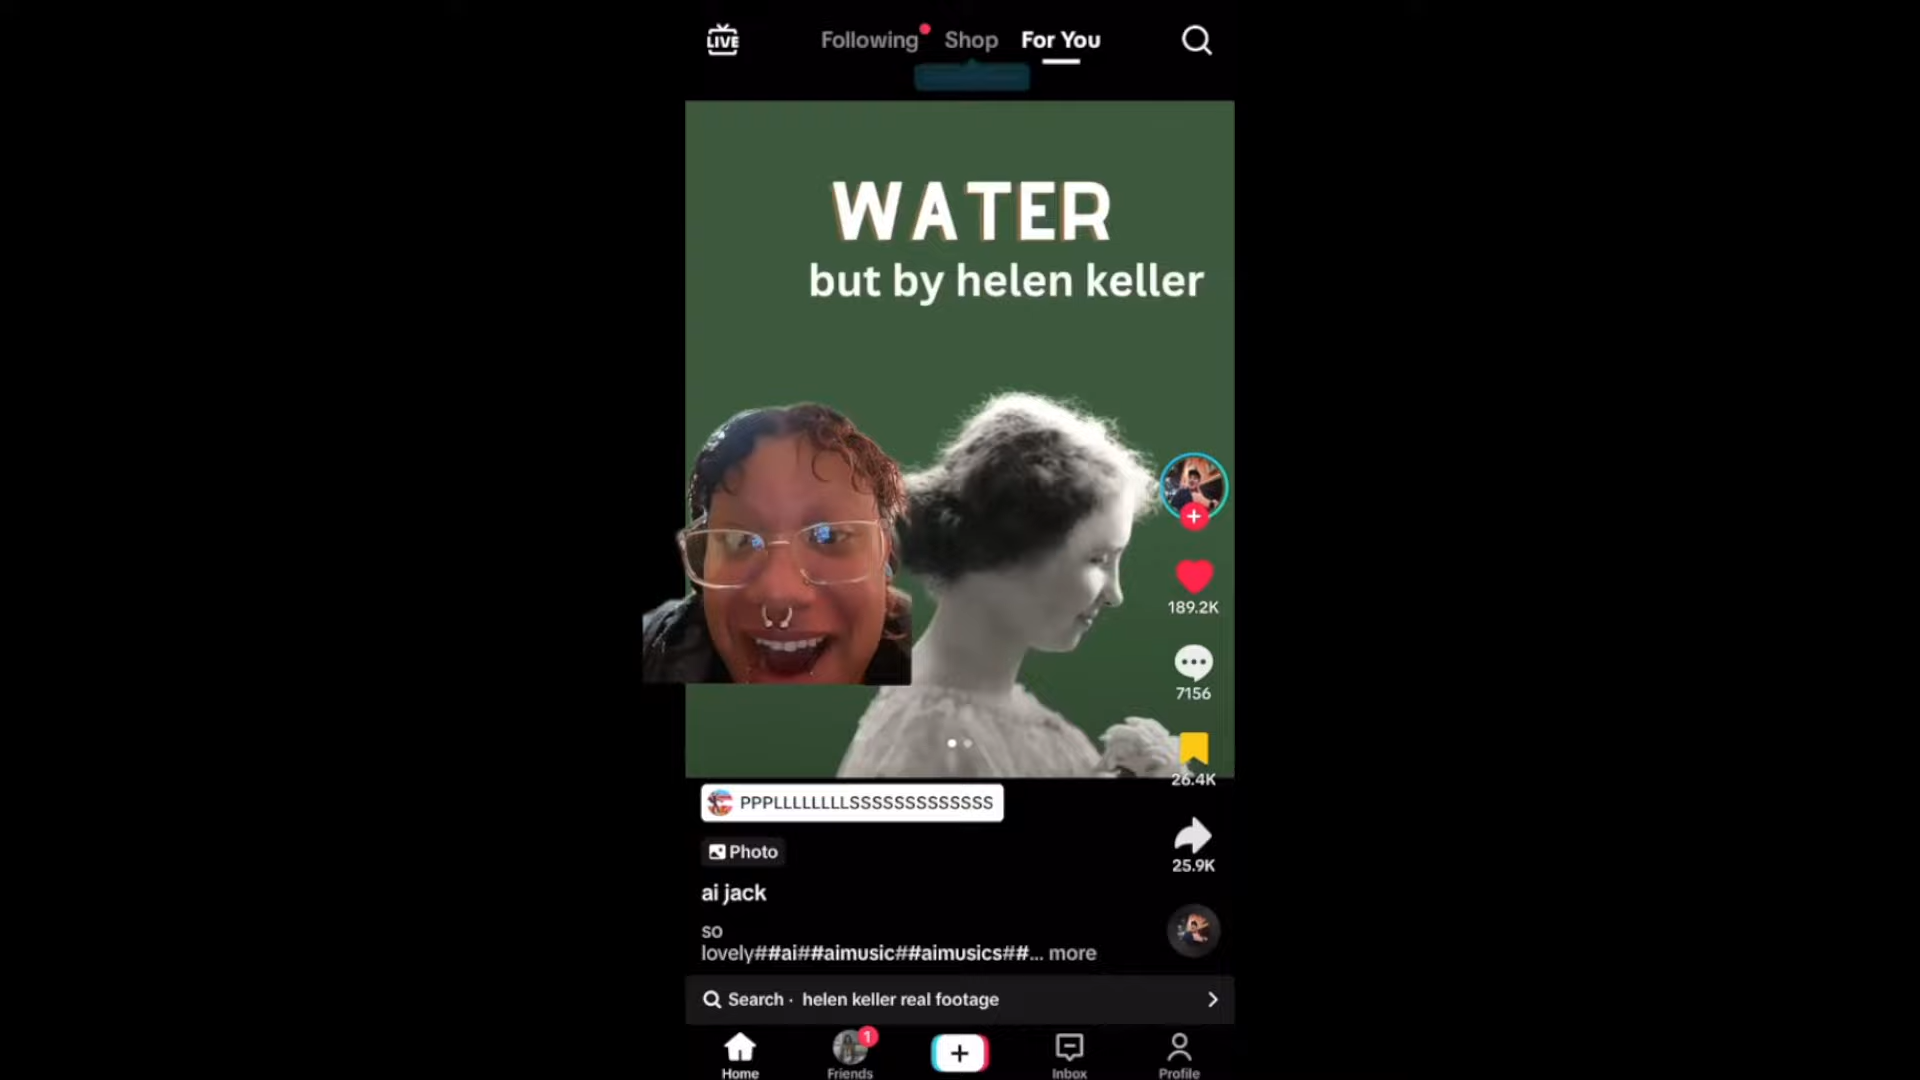 LIVE
Following
Shop
For You
WATER
but by helen keller
189.2K
7156
26.4K
PPPLLLLLLLLSSSSSSSSSSSSS
Photo
25.9K
ai jack
so
lovely##ai##aimusic##aimusics##... more
Search · helen keller real footage
1
Home
Friends
Inbox
Profile